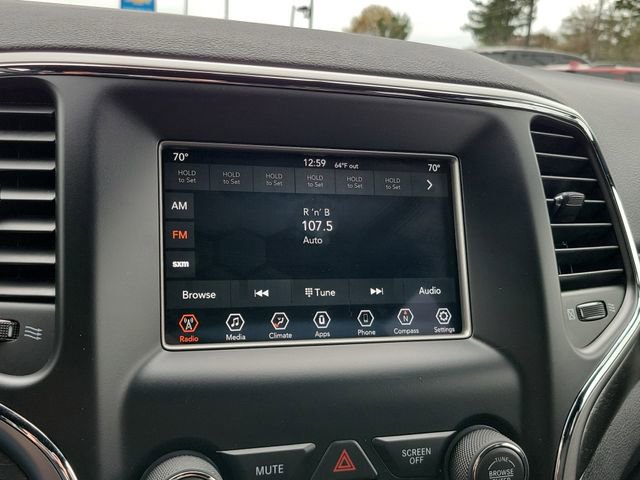 70° 12:59 64°F out 70°
HOLD to Set HOLD to Set HOLD to Set HOLD to Set HOLD to Set HOLD to Set
AM
FM
sxm
R 'n' B
107.5
Auto
Browse Tune Audio
Radio Media Climate Apps Phone Compass Settings
MUTE
SCREEN OFF
TUNE
BROWSE